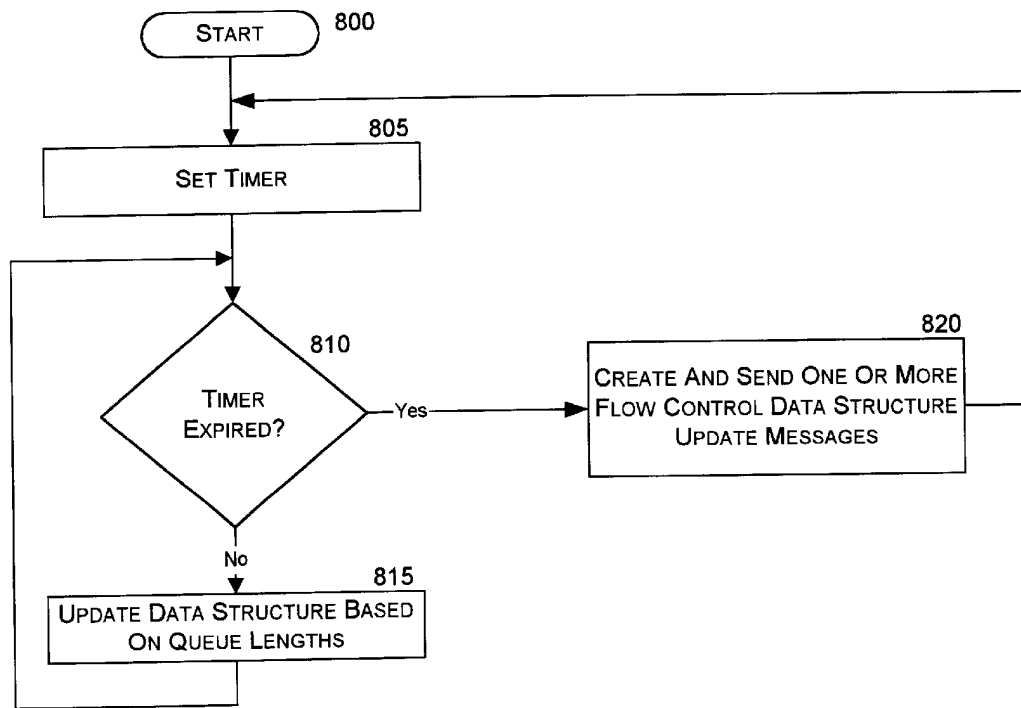 START
800
805
SET TIMER
810
TIMER
EXPIRED?
Yes
820
CREATE AND SEND ONE OR MORE
FLOW CONTROL DATA STRUCTURE
UPDATE MESSAGES
No
815
UPDATE DATA STRUCTURE BASED
ON QUEUE LENGTHS